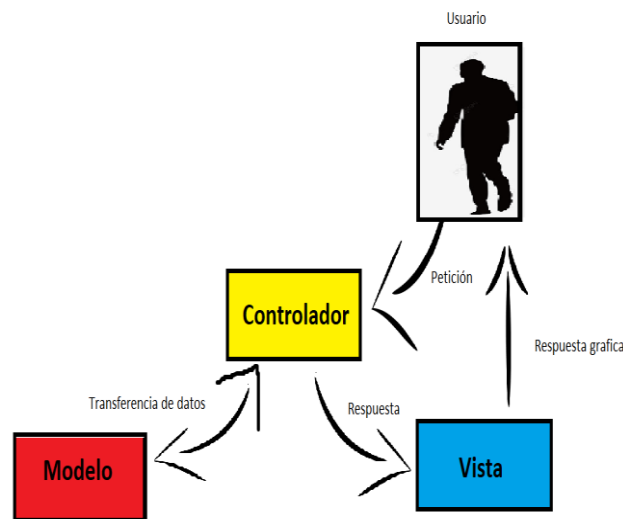 Usuario
Petición
Controlador
Respuesta grafica
Transferencia de datos
Respuesta
Modelo
Vista